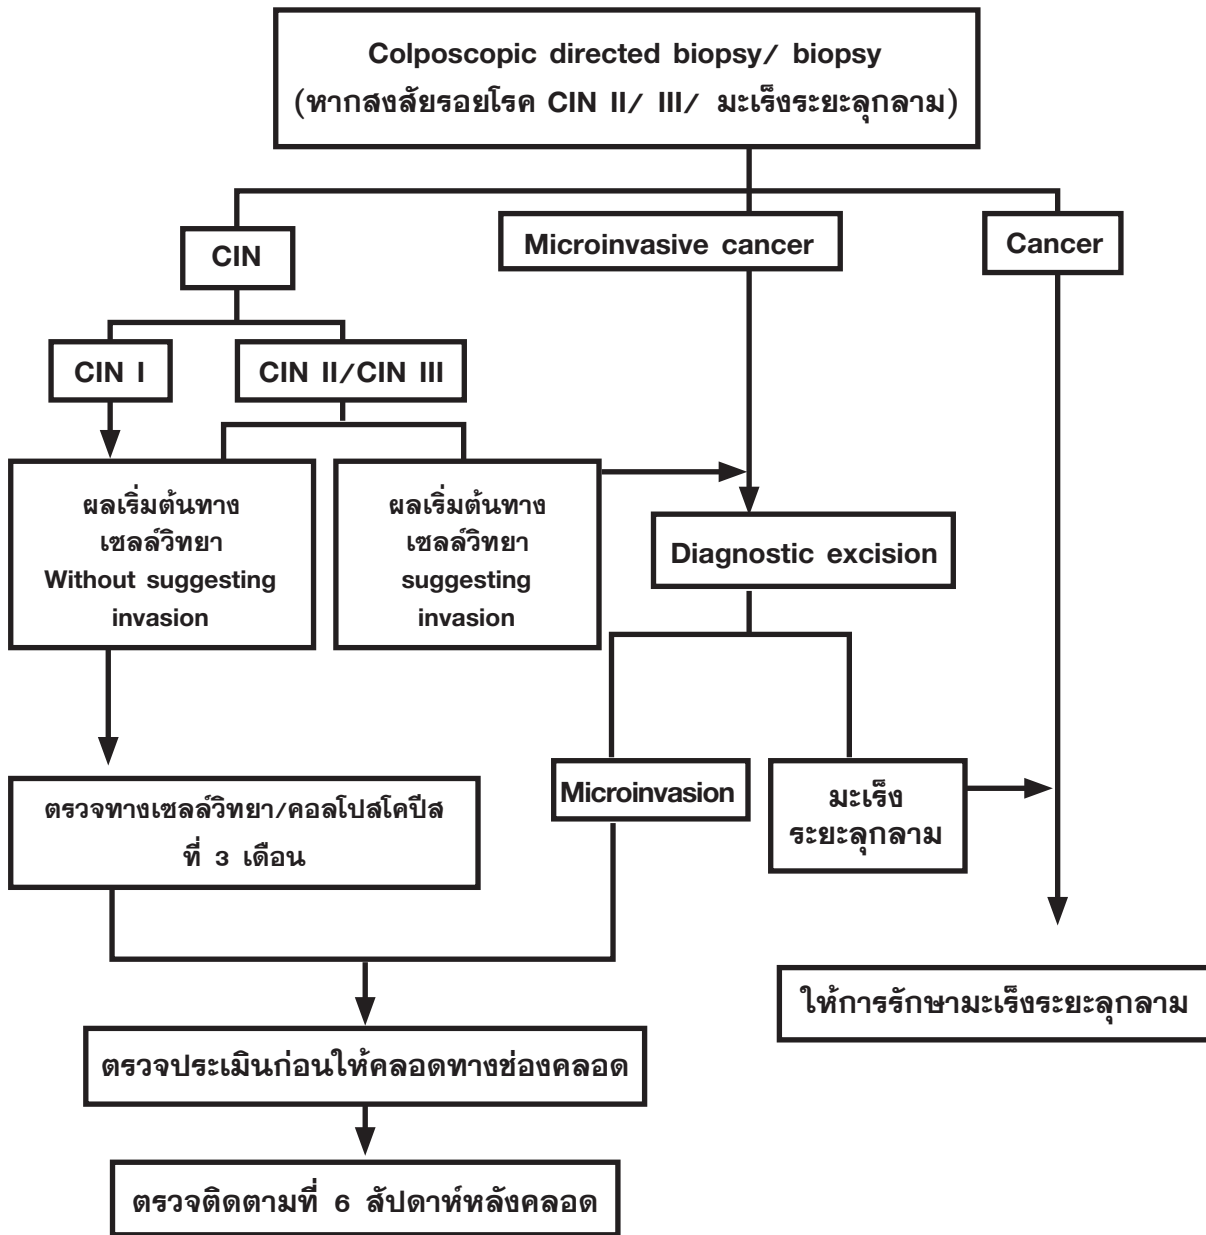 Colposcopic directed biopsy/ biopsy
(หากสงสัยรอยโรค CIN II/ III/ มะเร็งระยะลุกลาม)
CIN
Microinvasive cancer
Cancer
CIN I
CIN II/CIN III
ผลเริ่มต้นทาง
เซลล์วิทยา
Without suggesting
invasion
ผลเริ่มต้นทาง
เซลล์วิทยา
suggesting
invasion
Diagnostic excision
Microinvasion
มะเร็ง
ระยะลุกลาม
ตรวจทางเซลล์วิทยา/คอลโปสโคปีส
ที่ 3 เดือน
ให้การรักษามะเร็งระยะลุกลาม
ตรวจประเมินก่อนให้คลอดทางช่องคลอด
ตรวจติดตามที่ 6 สัปดาห์หลังคลอด